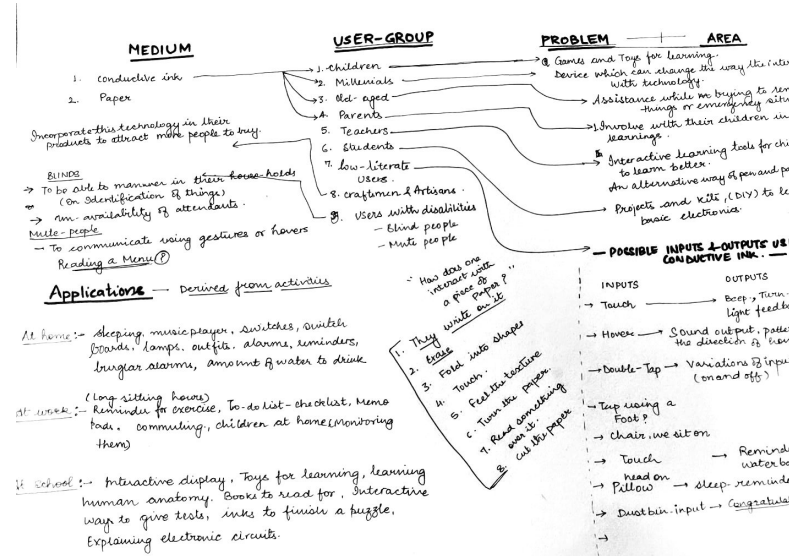 MEDIUM
1. Conductive ink
2. Paper
Incorporate this technology in their
products to attract more people to buy.
BLINDS
→ To be able to maneuver in their house-holds
(On Identification of things)
→ un-availability of attendants.
Mute-people
- To communicate using gestures or hovers
Reading a Menu?
USER-GROUP
1. Children
2. Millenials
3. Old-aged
4. Parents
5. Teachers
6. Students
7. low-literate
users.
8. craftsmen & Artisans.
9. Users with disabilities
- Blind people
- Mute people
PROBLEM AREA
Games and Toys for learning.
Device which can change the way the
with technology.
Assistance while buying to
things or emergency
Involve with their children in
learnings.
Interactive learning tools for
to learn better.
An alternative way of pen and
Projects and kits, (DIY) to
basic electronics.
Applications - Derived from activities
At home :- Sleeping, music player, switches, switch
boards, lamps, outfits, alarms, reminders,
burglar alarms, amount of water to drink
(Long sitting hours)
At work :- Reminder for exercise, To-do list-checklist, Memo
Pads, commuting, children at home (Monitoring
them)
At school :- Interactive display, Toys for learning, learning
human anatomy. Books to read for, Interactive
ways to give tests, inks to finish a puzzle,
Explaining electronic circuits.
"How does one
interact with
a piece of
Paper?"
1. They write on it
2. Erase
3. Fold into shapes
4. Touch.
5. Feel the texture
6. Turn the paper.
7. Read something
over it.
8. Cut the paper
- POSSIBLE INPUTS & OUTPUTS
CONDUCTIVE INK. -
INPUTS OUTPUTS
→ Touch → Beep, Turn-
light
→ Hover → Sound output,
the direction of
→ Double-Tap → Variations of
(on and off)
→ Tap using a
Foot?
→ Chair, we sit on
→ Touch →
→ head on
Pillow → sleep-
→ Dustbin.input →
→